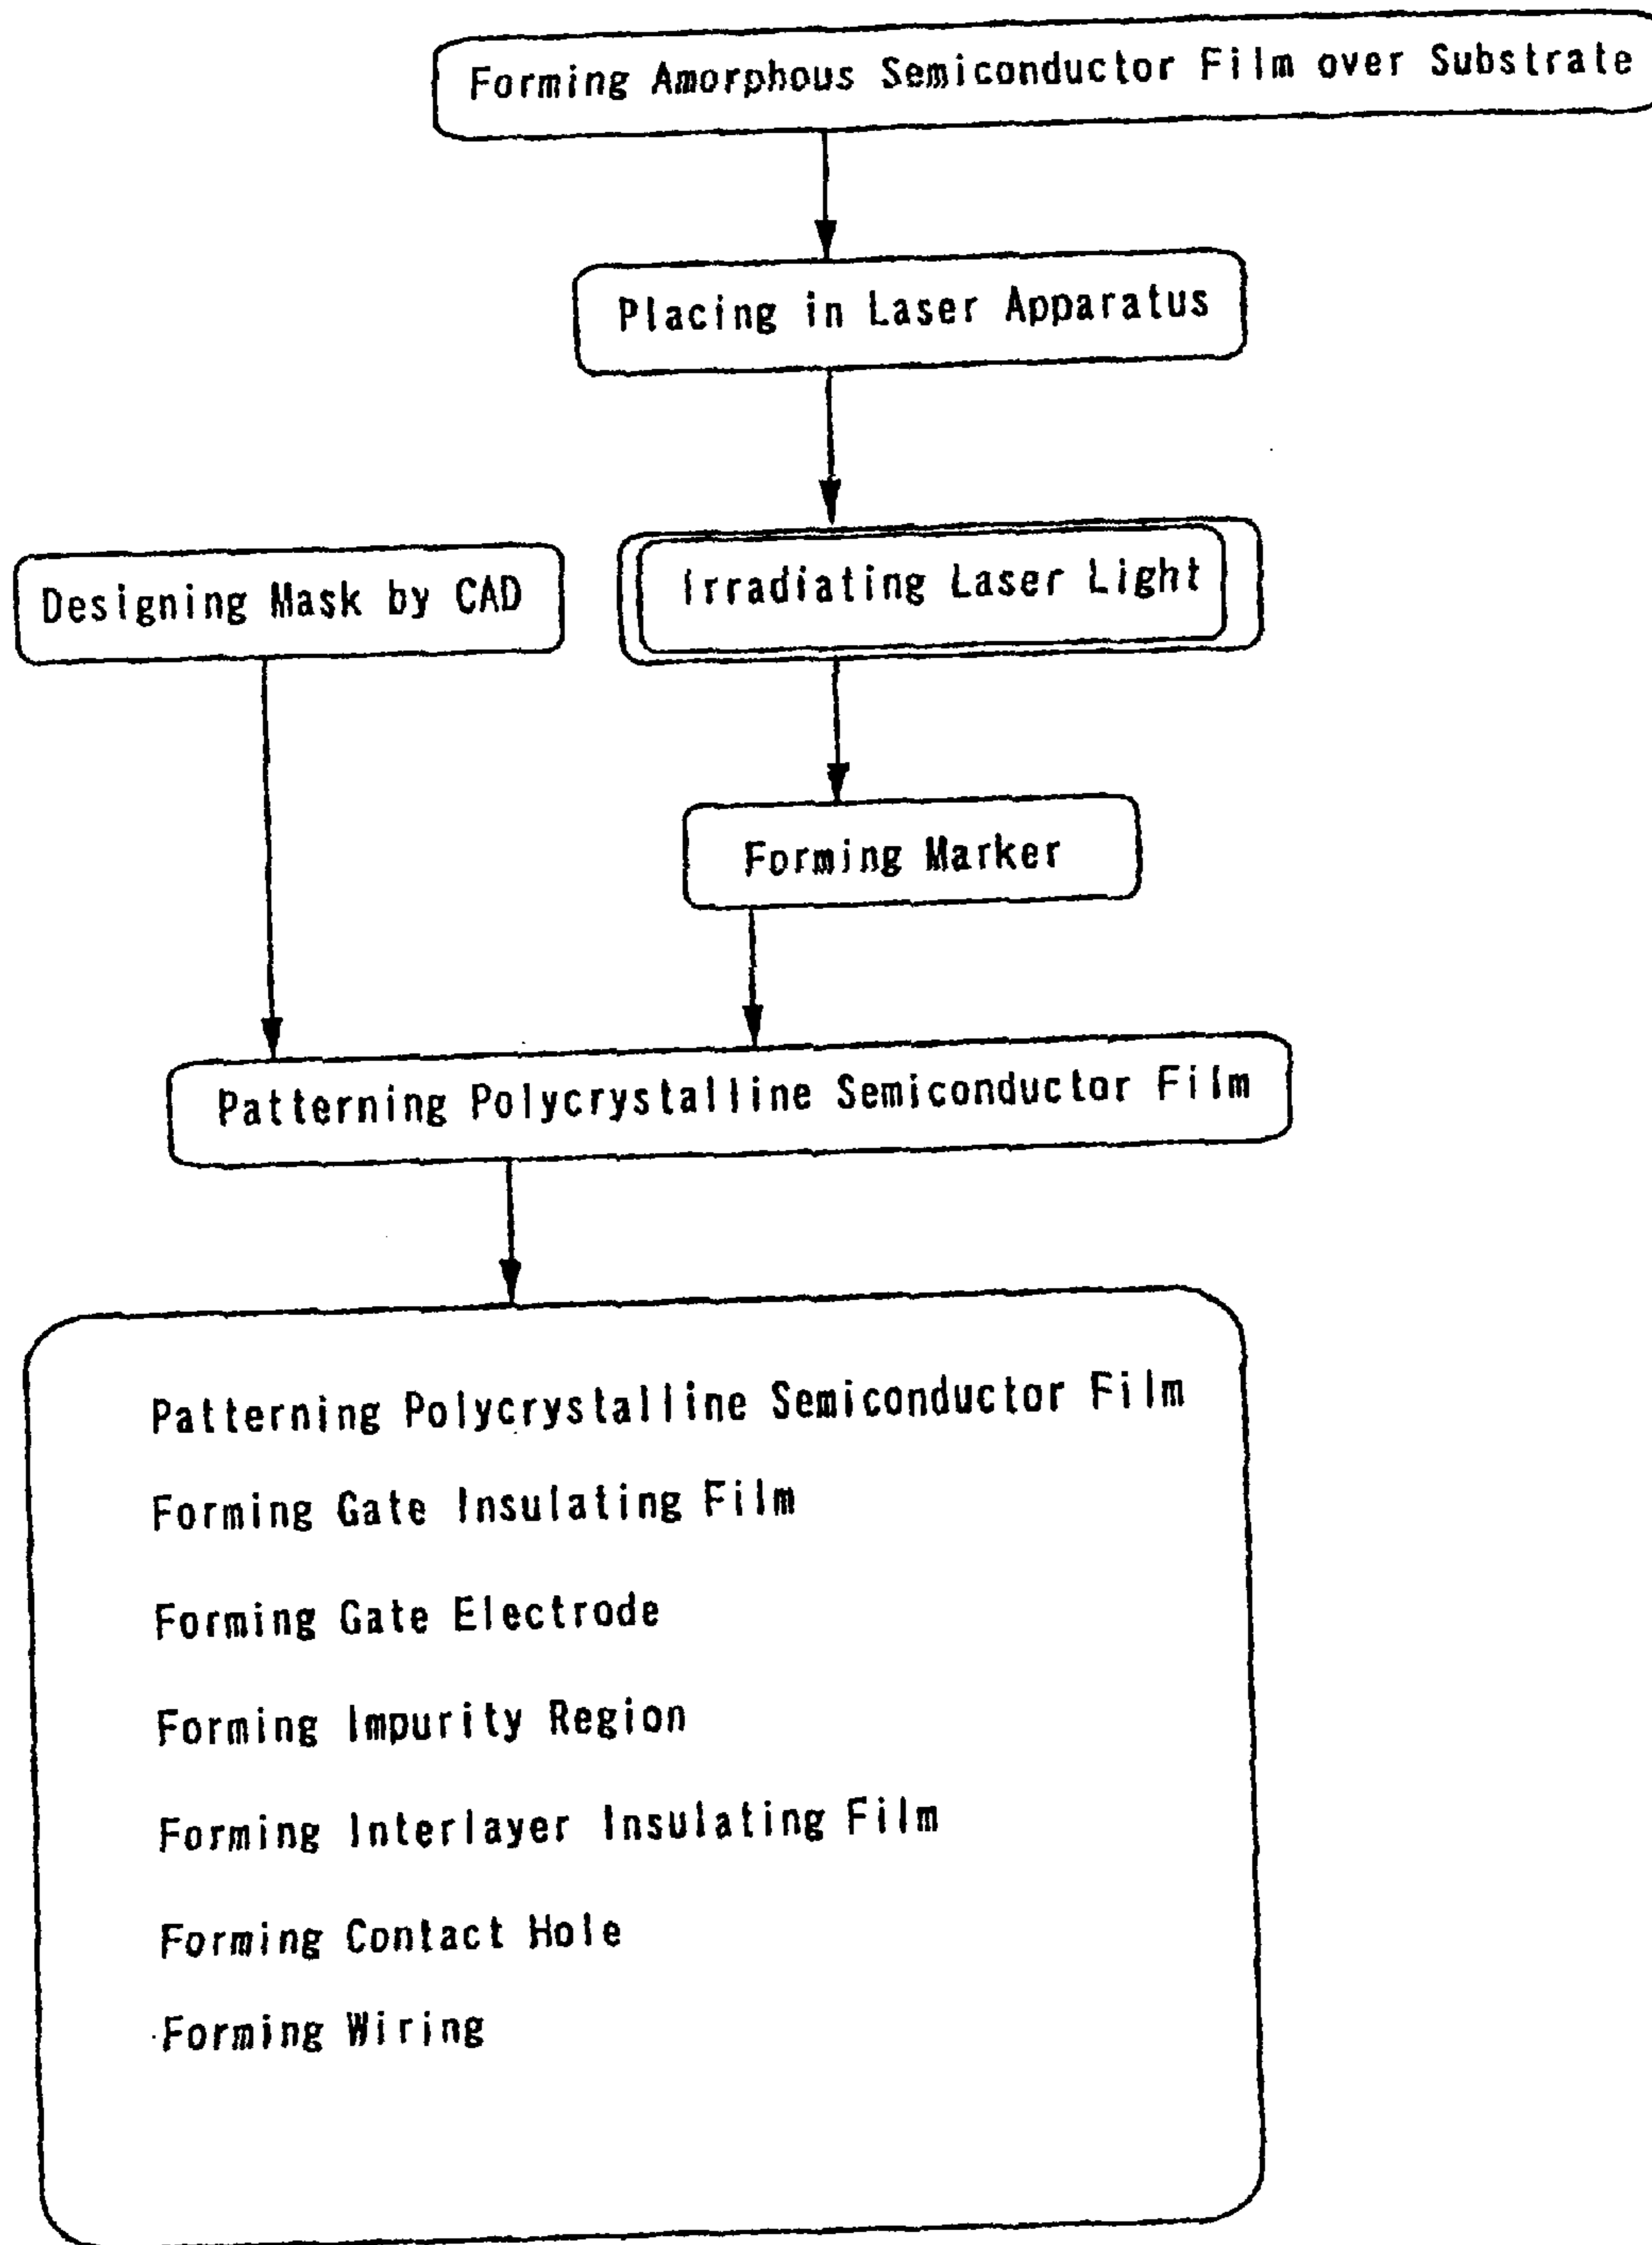 Forming Amorphous Semiconductor Film over Substrate
Placing in Laser Apparatus
Designing Mask by CAD
Irradiating Laser Light
Forming Marker
Patterning Polycrystalline Semiconductor Film
Patterning Polycrystalline Semiconductor Film
Forming Gate Insulating Film
Forming Gate Electrode
Forming Impurity Region
Forming Interlayer Insulating Film
Forming Contact Hole
Forming Wiring